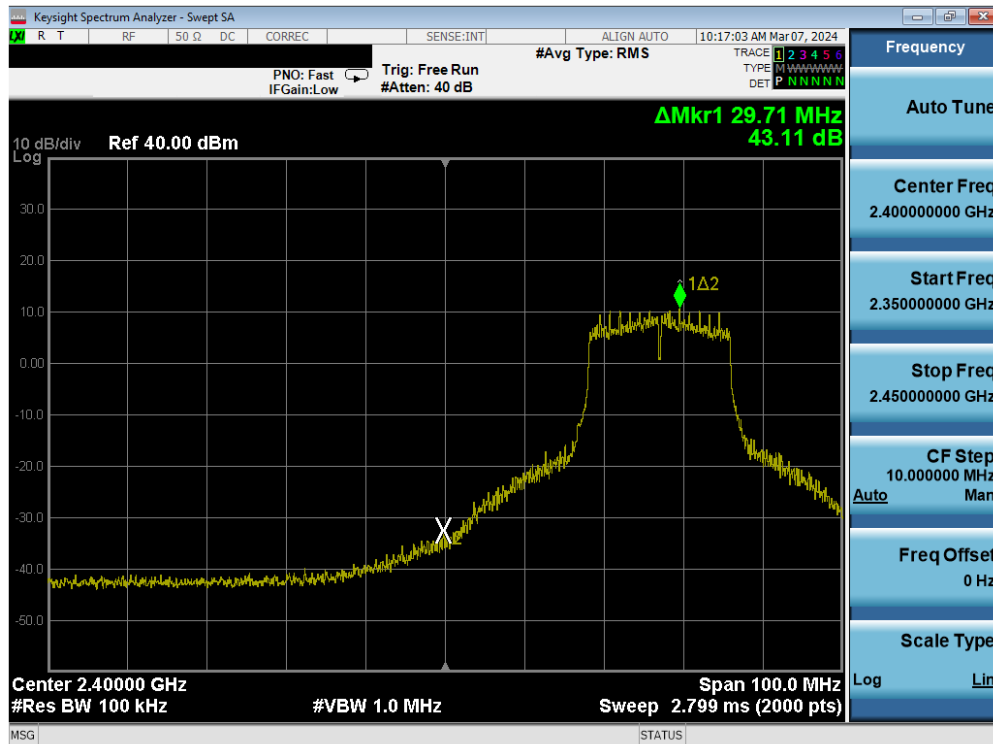 Keysight Spectrum Analyzer - Swept SA
LXI R T RF 50 Ω DC CORREC SENSE:INT ALIGN AUTO 10:17:03 AM Mar 07, 2024
#Avg Type: RMS
TRACE 1 2 3 4 5 6
TYPE M W W W W W
DET P N N N N N
PNO: Fast
IFGain:Low
Trig: Free Run
#Atten: 40 dB
ΔMkr1 29.71 MHz
43.11 dB
10 dB/div Ref 40.00 dBm
Log
30.0
20.0
10.0
0.00
-10.0
-20.0
-30.0
-40.0
-50.0
1Δ2
X
Center 2.40000 GHz
Span 100.0 MHz
#Res BW 100 kHz
#VBW 1.0 MHz
Sweep 2.799 ms (2000 pts)
MSG
STATUS
Frequency
Auto Tune
Center Freq
2.400000000 GHz
Start Freq
2.350000000 GHz
Stop Freq
2.450000000 GHz
CF Step
10.000000 MHz
Auto Man
Freq Offset
0 Hz
Scale Type
Log Lin